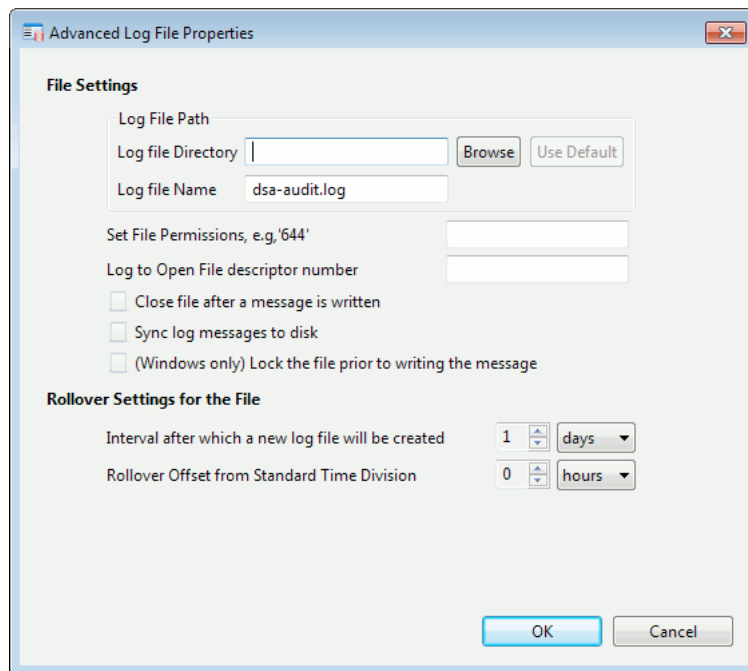 Advanced Log File Properties
File Settings
Log File Path
Log file Directory Browse Use Default
Log file Name dsa-audit.log
Set File Permissions, e.g,'644'
Log to Open File descriptor number
Close file after a message is written
Sync log messages to disk
(Windows only) Lock the file prior to writing the message
Rollover Settings for the File
Interval after which a new log file will be created 1 days
Rollover Offset from Standard Time Division 0 hours
OK Cancel